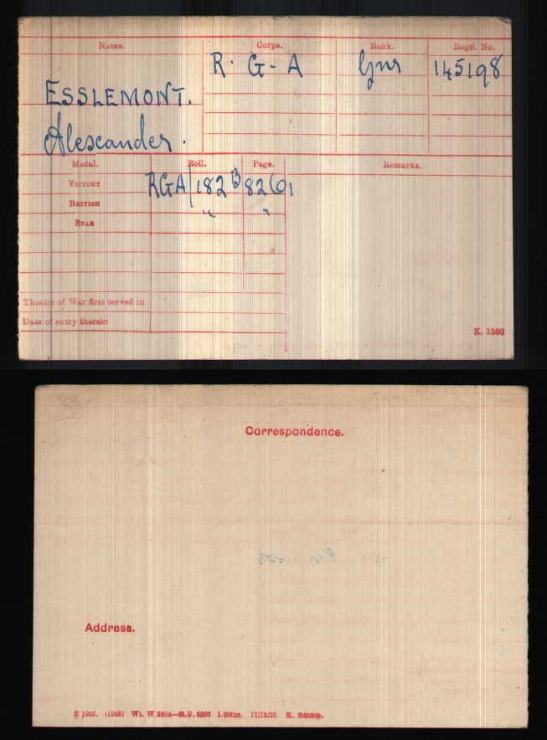 Name. Corps. Rank. Regtl. No.
R. G-A Gnr 145198
ESSLEMONT.
Alexander.
Medal. Roll. Page. Remarks.
VICTORY RGA/182B 8261
BRITISH " "
STAR
Theatre of War first served in
Date of entry therein
K. 1380
Correspondence.
Address.